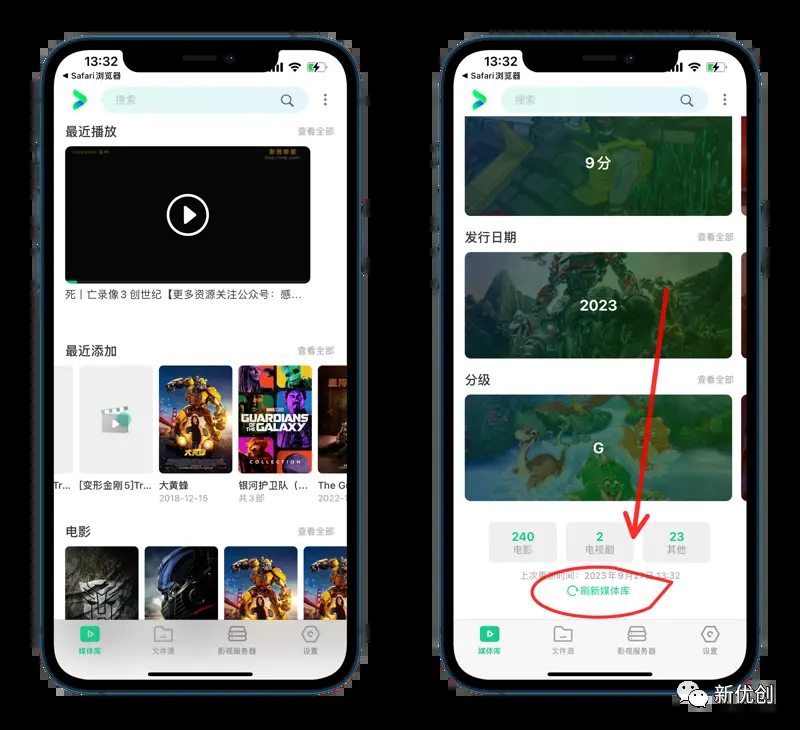 13:32
Safari浏览器
搜索
最近播放
查看全部
死丨亡录像3 创世纪【更多资源关注公众号：感...
最近添加
查看全部
大黄蜂
GUARDIANS
OF THE GALAXY
COLLECTION
Tr...
[变形金刚5]Tr...
大黄蜂
银河护卫队（...
The G
2018-12-15
共3部
2022-1
电影
查看全部
媒体库
文件源
影视服务器
设置
13:32
Safari浏览器
搜索
9分
发行日期
查看全部
2023
分级
查看全部
G
240
电影
2
电视剧
23
其他
上次更新时间：2023年9月27日 13:32
刷新媒体库
媒体库
文件源
影视服务器
设置
新优创